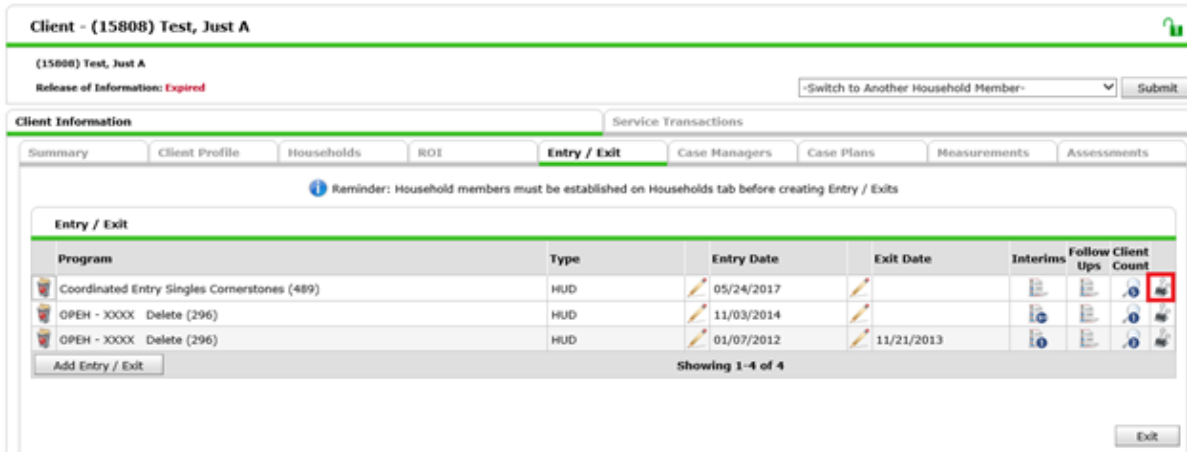 Client - (15808) Test, Just A
(15808) Test, Just A
Release of Information: Expired
-Switch to Another Household Member- Submit
Client Information Service Transactions
Summary Client Profile Households ROI Entry / Exit Case Managers Case Plans Measurements Assessments
Reminder: Household members must be established on Households tab before creating Entry / Exits
Entry / Exit
Program Type Entry Date Exit Date Interims Follow Ups Client Count
Coordinated Entry Singles Cornerstones (489) HUD 05/24/2017
OPEH - XXXX Delete (296) HUD 11/03/2014
OPEH - XXXX Delete (296) HUD 01/07/2012 11/21/2013
Add Entry / Exit Showing 1-4 of 4
Exit